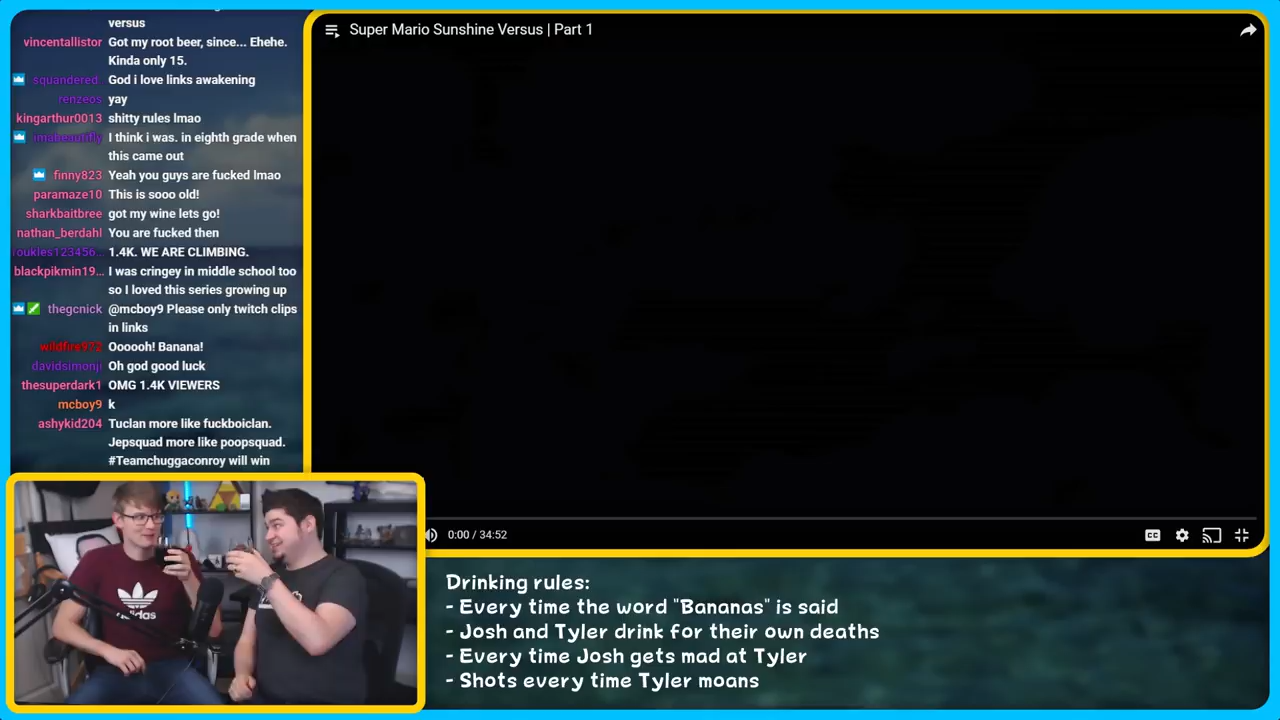 versus
vincentallistor Got my root beer, since... Ehehe.
Kinda only 15.
squandered. God i love links awakening
renzeos yay
kingarthur0013 shitty rules lmao
imabeautifly I think i was. in eighth grade when
this came out
finny823 Yeah you guys are fucked lmao
paramaze10 This is sooo old!
sharkbaitbree got my wine lets go!
nathan_berdahl You are fucked then
oukles123456... 1.4K. WE ARE CLIMBING.
blackpikmin19... I was cringey in middle school too
so I loved this series growing up
thegcnick @mcboy9 Please only twitch clips
in links
wildfire972 Oooooh! Banana!
davidsimonji Oh god good luck
thesuperdark1 OMG 1.4K VIEWERS
mcboy9 k
ashykid204 Tuclan more like fuckboiclan.
Jepsquad more like poopsquad.
#Teamchuggaconroy will win
Super Mario Sunshine Versus | Part 1
0:00 / 34:52
CC
adidas
Drinking rules:
- Every time the word "Bananas" is said
- Josh and Tyler drink for their own deaths
- Every time Josh gets mad at Tyler
- Shots every time Tyler moans